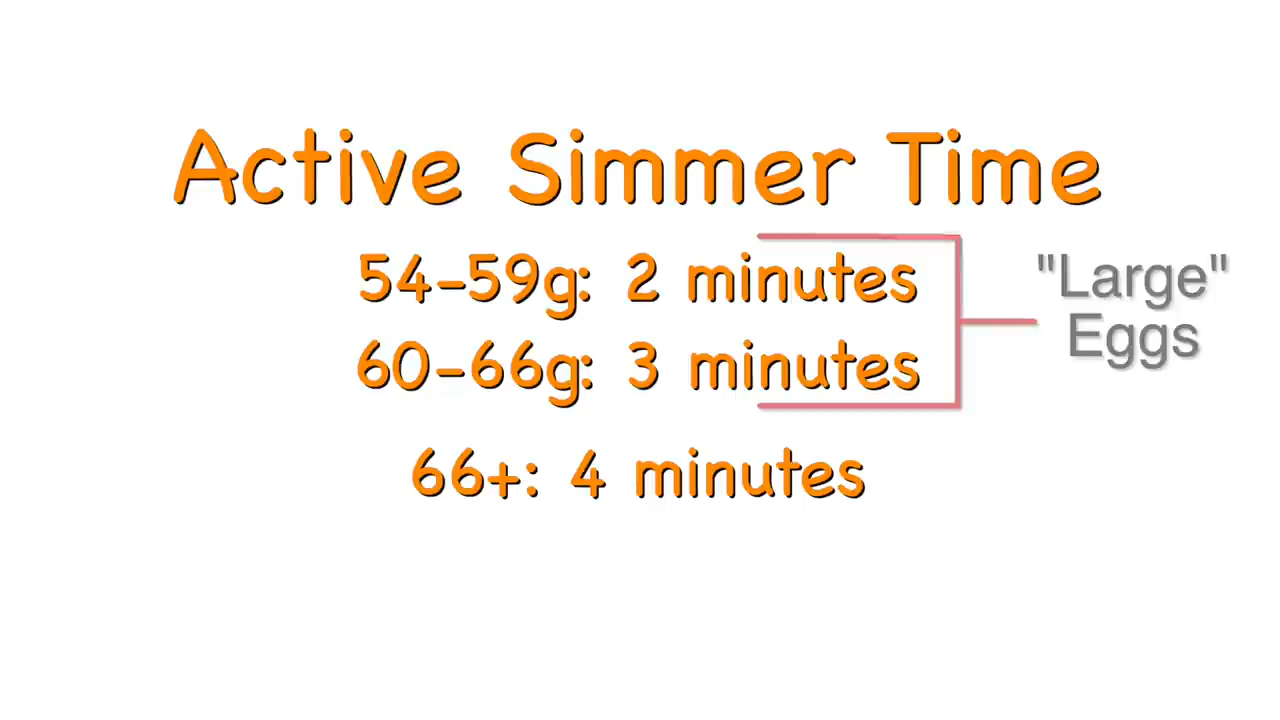 Active Simmer Time
54-59g: 2 minutes
60-66g: 3 minutes
"Large"
Eggs
66+: 4 minutes